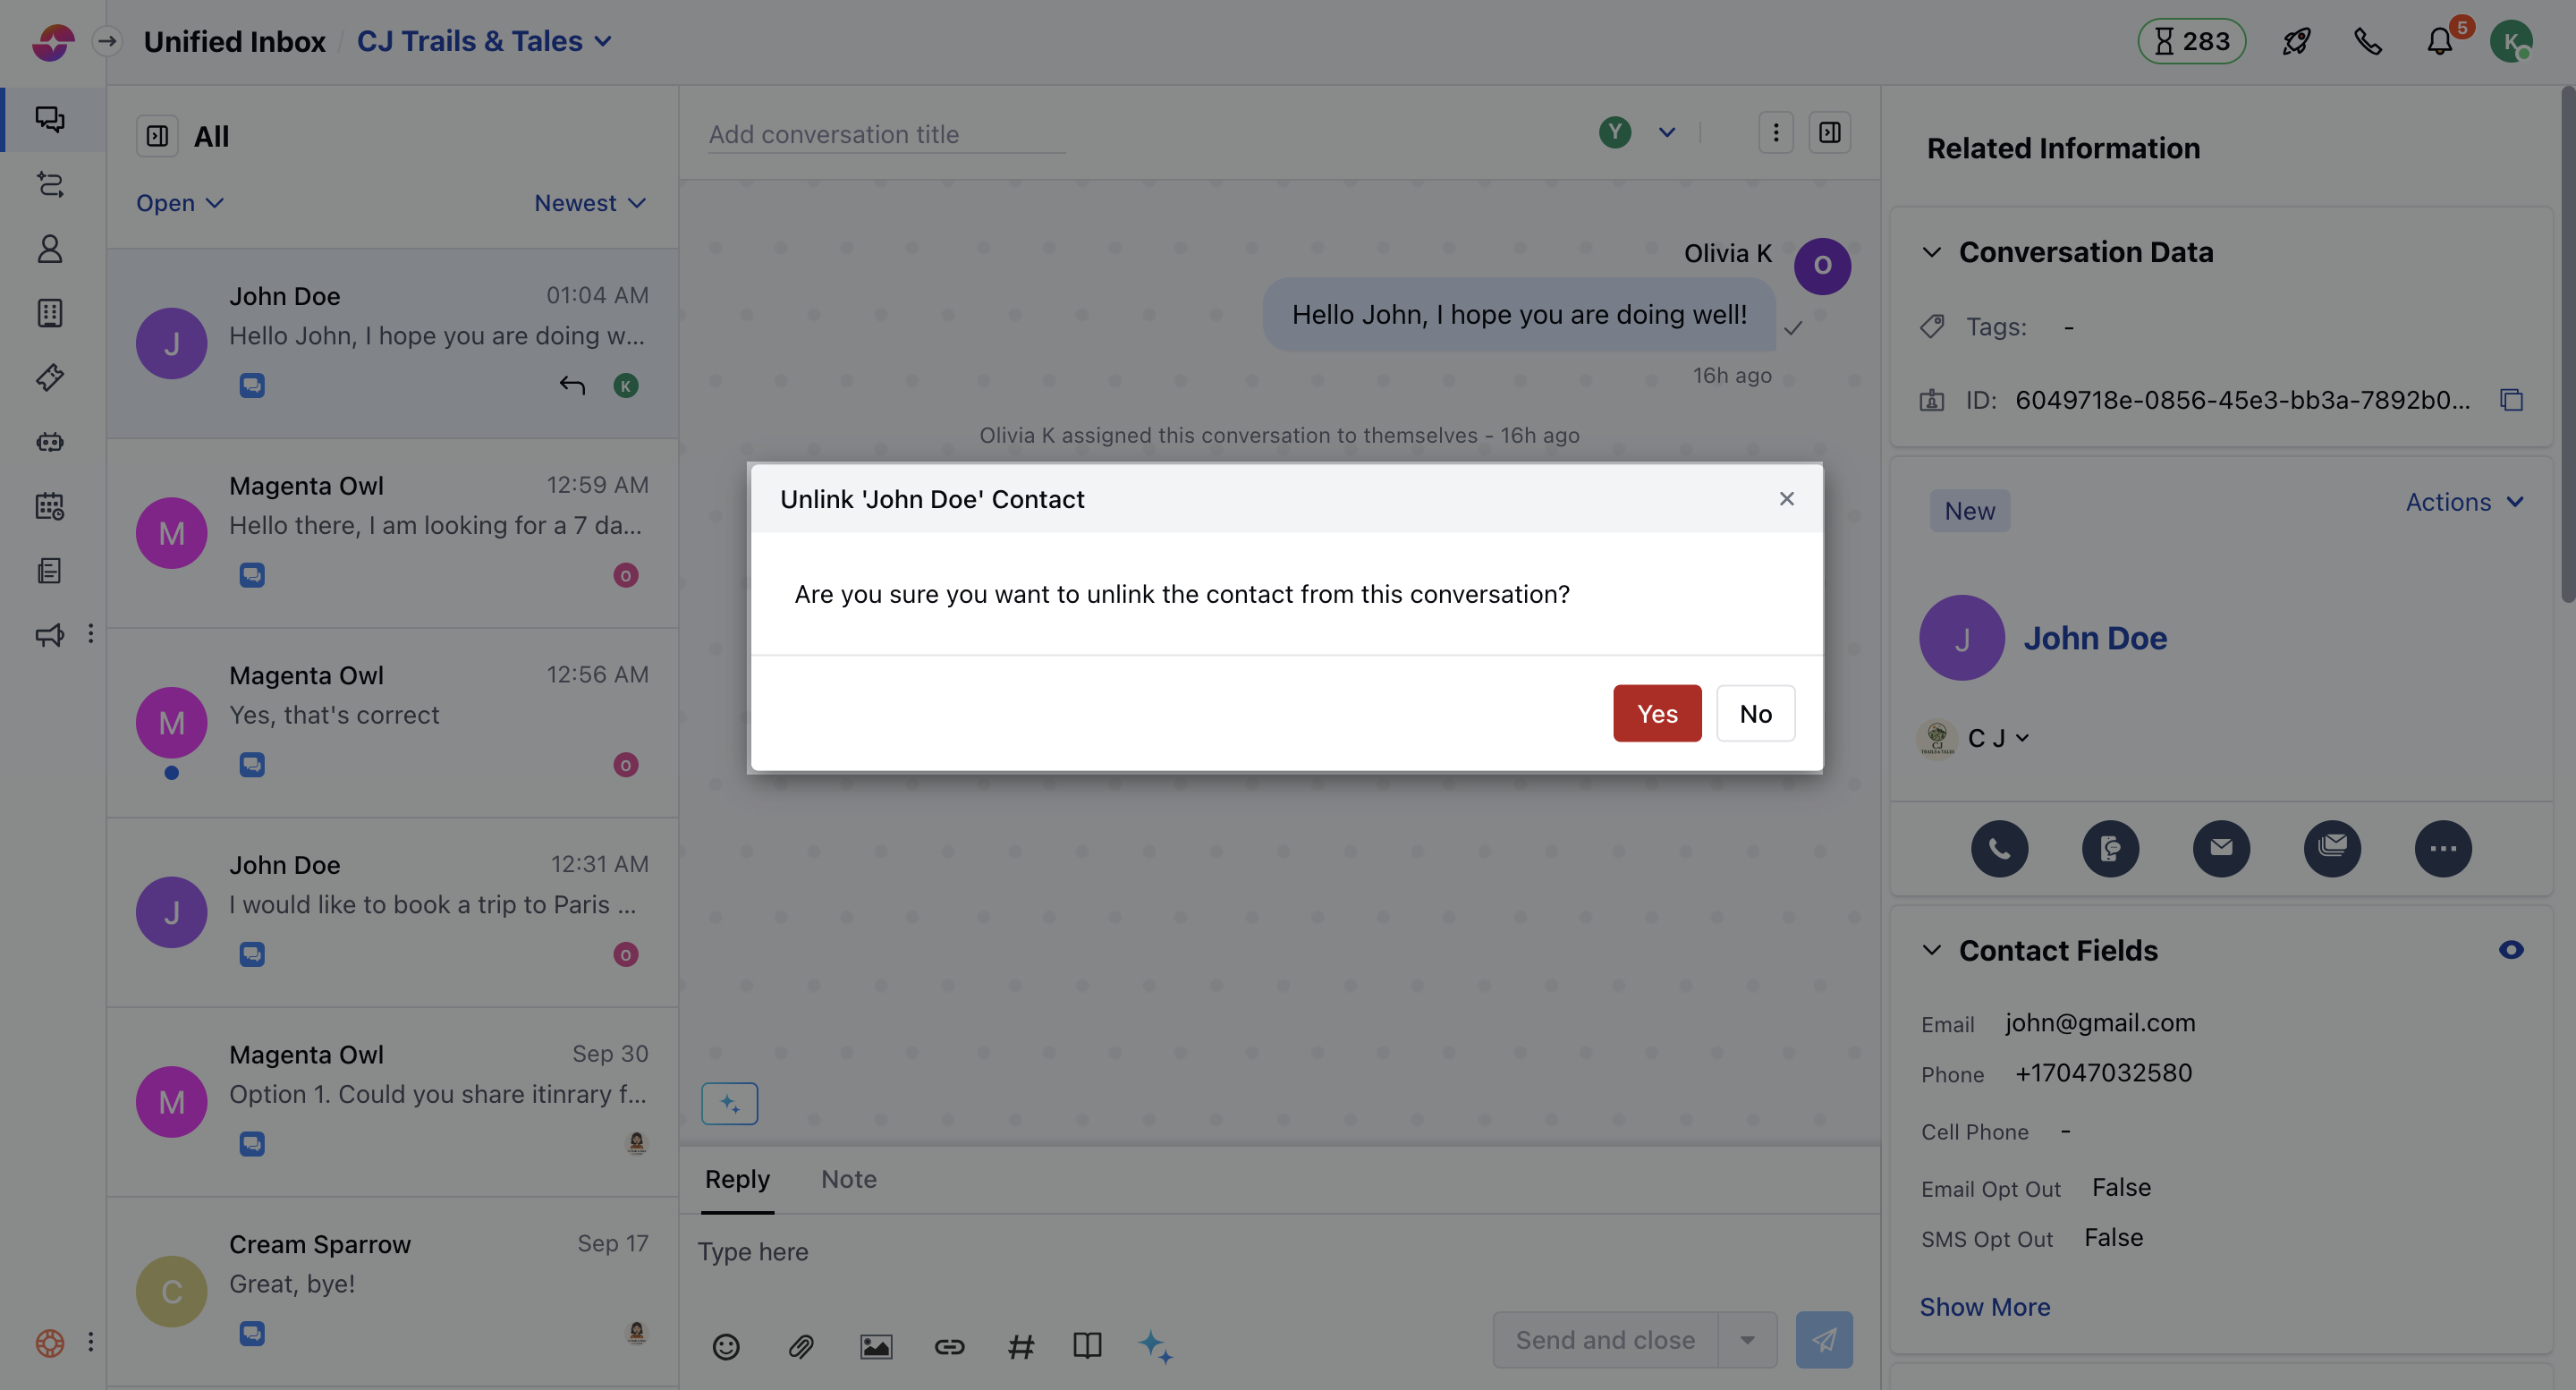 Unified Inbox / CJ Trails & Tales
283
5
K
All
Open
Newest
J
John Doe
01:04 AM
Hello John, I hope you are doing w...
K
M
Magenta Owl
12:59 AM
Hello there, I am looking for a 7 da...
O
M
Magenta Owl
12:56 AM
Yes, that's correct
O
J
John Doe
12:31 AM
I would like to book a trip to Paris ...
O
M
Magenta Owl
Sep 30
Option 1. Could you share itinrary f...
C
Cream Sparrow
Sep 17
Great, bye!
Add conversation title
Y
Olivia K
O
Hello John, I hope you are doing well!
16h ago
Olivia K assigned this conversation to themselves - 16h ago
Unlink 'John Doe' Contact
Are you sure you want to unlink the contact from this conversation?
Yes
No
Reply
Note
Type here
Send and close
Related Information
Conversation Data
Tags: -
ID: 6049718e-0856-45e3-bb3a-7892b0...
New
Actions
J
John Doe
CJ
C J
Contact Fields
Email john@gmail.com
Phone +17047032580
Cell Phone -
Email Opt Out False
SMS Opt Out False
Show More